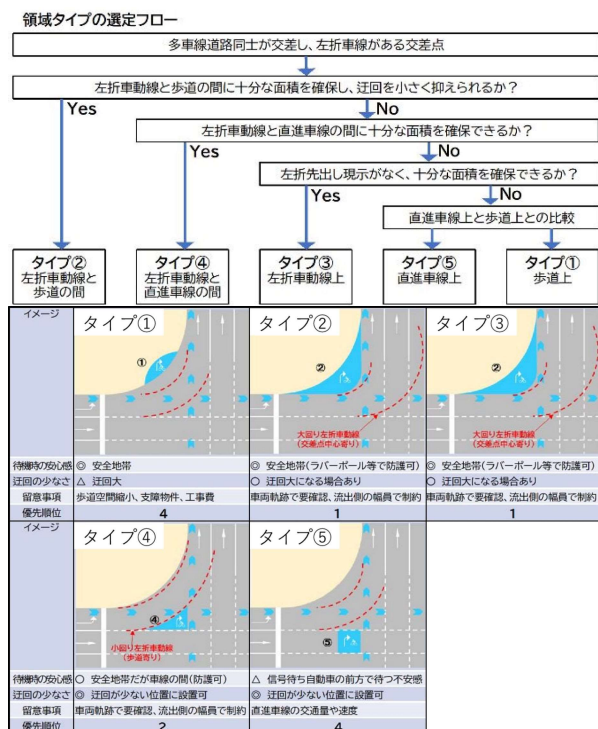 領域タイプの選定フロー
多車線道路同士が交差し、左折車線がある交差点
左折車動線と歩道の間に十分な面積を確保し、迂回を小さく抑えられるか?
Yes
No
左折車動線と直進車線の間に十分な面積を確保できるか?
Yes
No
左折先出し現示がなく、十分な面積を確保できるか?
Yes
No
直進車線上と歩道上との比較
タイプ②
左折車動線と
歩道の間
タイプ④
左折車動線と
直進車線の間
タイプ③
左折車動線上
タイプ⑤
直進車線上
タイプ①
歩道上
イメージ
タイプ①
①
タイプ②
②
大回り左折車動線
(交差点中心寄り)
タイプ③
②
大回り左折車動線
(交差点中心寄り)
待機時の安心感 ◎ 安全地帯 ◎ 安全地帯(ラバーポール等で防護可) ◎ 安全地帯(ラバーポール等で防護可)
迂回の少なさ △ 迂回大 ○ 迂回大になる場合あり ○ 迂回大になる場合あり
留意事項 歩道空間縮小、支障物件、工事費 車両軌跡で要確認、流出側の幅員で制約 車両軌跡で要確認、流出側の幅員で制約
優先順位 4 1 1
イメージ
タイプ④
④
小回り左折車動線
(歩道寄り)
タイプ⑤
⑤
待機時の安心感 ○ 安全地帯だが車線の間(防護可) △ 信号待ち自動車の前方で待つ不安感
迂回の少なさ ◎ 迂回が少ない位置に設置可 ◎ 迂回が少ない位置に設置可
留意事項 車両軌跡で要確認、流出側の幅員で制約 直進車線の交通量や速度
優先順位 2 4